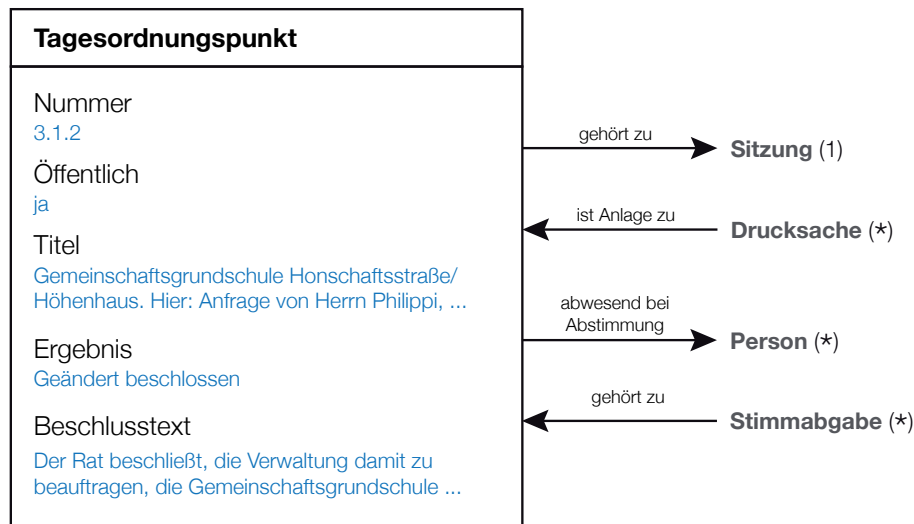 Tagesordnungspunkt
Nummer
3.1.2
Öffentlich
ja
Titel
Gemeinschaftsgrundschule Honschaftsstraße/
Höhenhaus. Hier: Anfrage von Herrn Philippi, ...
Ergebnis
Geändert beschlossen
Beschlusstext
Der Rat beschließt, die Verwaltung damit zu
beauftragen, die Gemeinschaftsgrundschule ...
gehört zu
Sitzung (1)
ist Anlage zu
Drucksache (*)
abwesend bei
Abstimmung
Person (*)
gehört zu
Stimmabgabe (*)